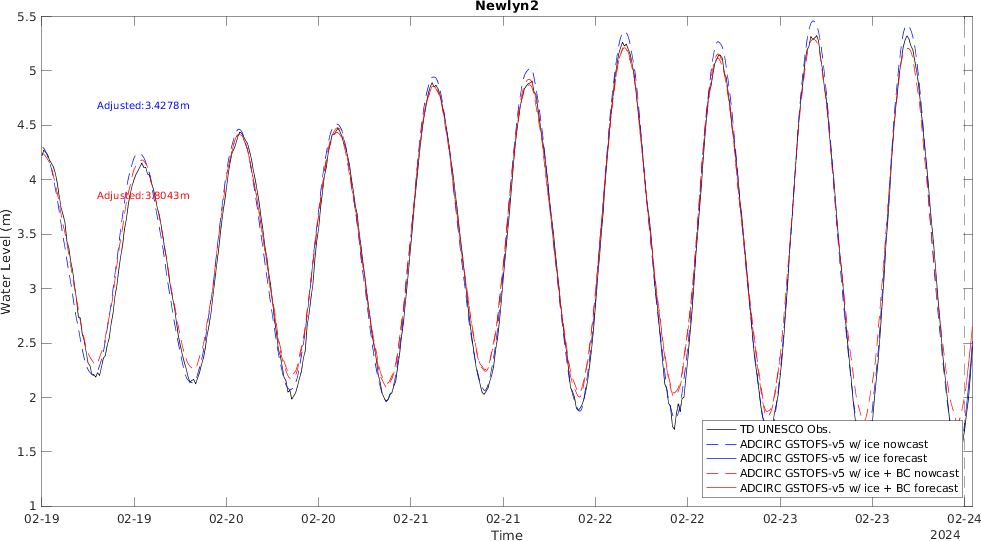 Newlyn2
5.5
5
4.5
4
3.5
3
2.5
2
1.5
1
Water Level (m)
Adjusted:3.4278m
Adjusted:3.8043m
TD UNESCO Obs.
ADCIRC GSTOFS-v5 w/ ice nowcast
ADCIRC GSTOFS-v5 w/ ice forecast
ADCIRC GSTOFS-v5 w/ ice + BC nowcast
ADCIRC GSTOFS-v5 w/ ice + BC forecast
02-19 02-19 02-20 02-20 02-21 02-21 02-22 02-22 02-23 02-23 02-24
2024
Time